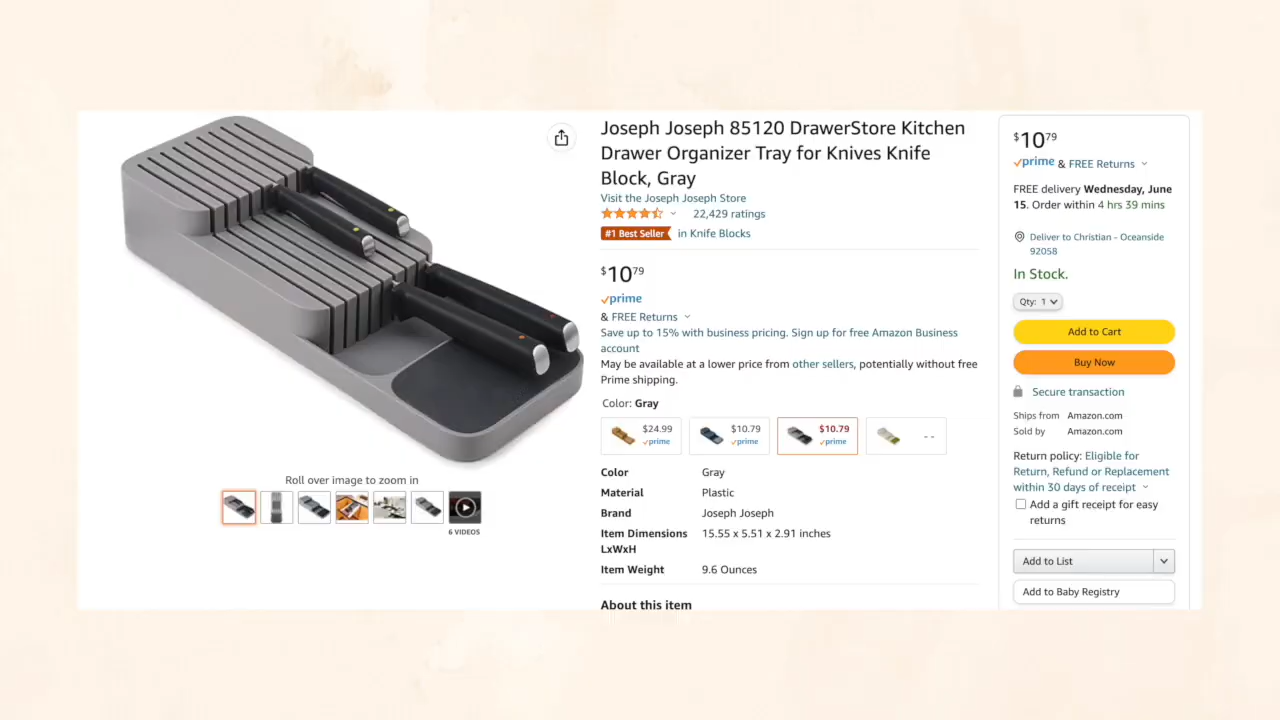 Joseph Joseph 85120 DrawerStore Kitchen
Drawer Organizer Tray for Knives Knife
Block, Gray
Visit the Joseph Joseph Store
22,429 ratings
#1 Best Seller in Knife Blocks
$10 79
prime
& FREE Returns
Save up to 15% with business pricing. Sign up for free Amazon Business
account
May be available at a lower price from other sellers, potentially without free
Prime shipping.
Color: Gray
$24.99
prime
$10.79
prime
$10.79
prime
- -
Color Gray
Material Plastic
Brand Joseph Joseph
Item Dimensions 15.55 x 5.51 x 2.91 inches
LxWxH
Item Weight 9.6 Ounces
About this item
Roll over image to zoom in
6 VIDEOS
$10 79
prime & FREE Returns
FREE delivery Wednesday, June
15. Order within 4 hrs 39 mins
Deliver to Christian - Oceanside
92058
In Stock.
Qty: 1
Add to Cart
Buy Now
Secure transaction
Ships from Amazon.com
Sold by Amazon.com
Return policy: Eligible for
Return, Refund or Replacement
within 30 days of receipt
Add a gift receipt for easy
returns
Add to List
Add to Baby Registry